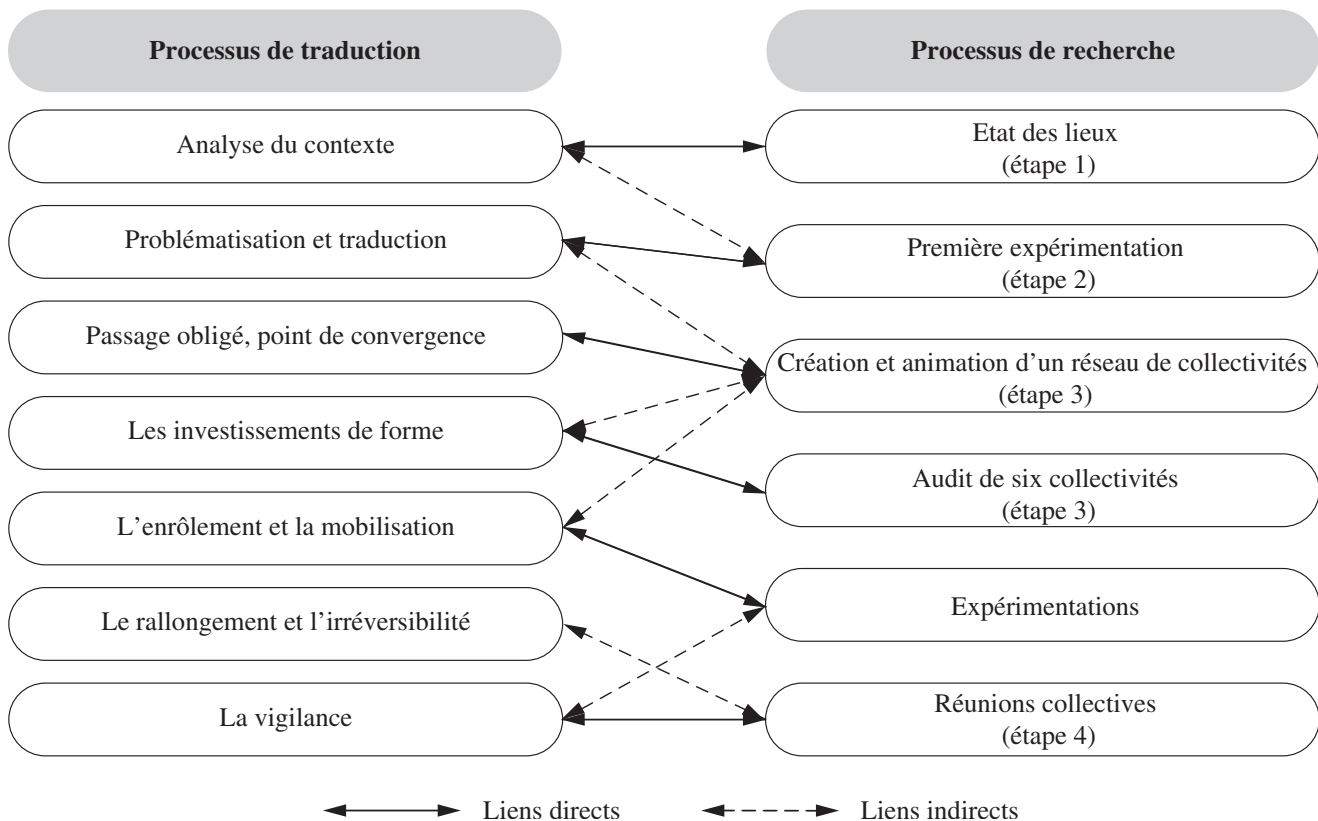 Processus de traduction
Analyse du contexte
Problématisation et traduction
Passage obligé, point de convergence
Les investissements de forme
L'enrôlement et la mobilisation
Le rallongement et l'irréversibilité
La vigilance
Processus de recherche
Etat des lieux
(étape 1)
Première expérimentation
(étape 2)
Création et animation d'un réseau de collectivités
(étape 3)
Audit de six collectivités
(étape 3)
Expérimentations
Réunions collectives
(étape 4)
Liens directs
Liens indirects